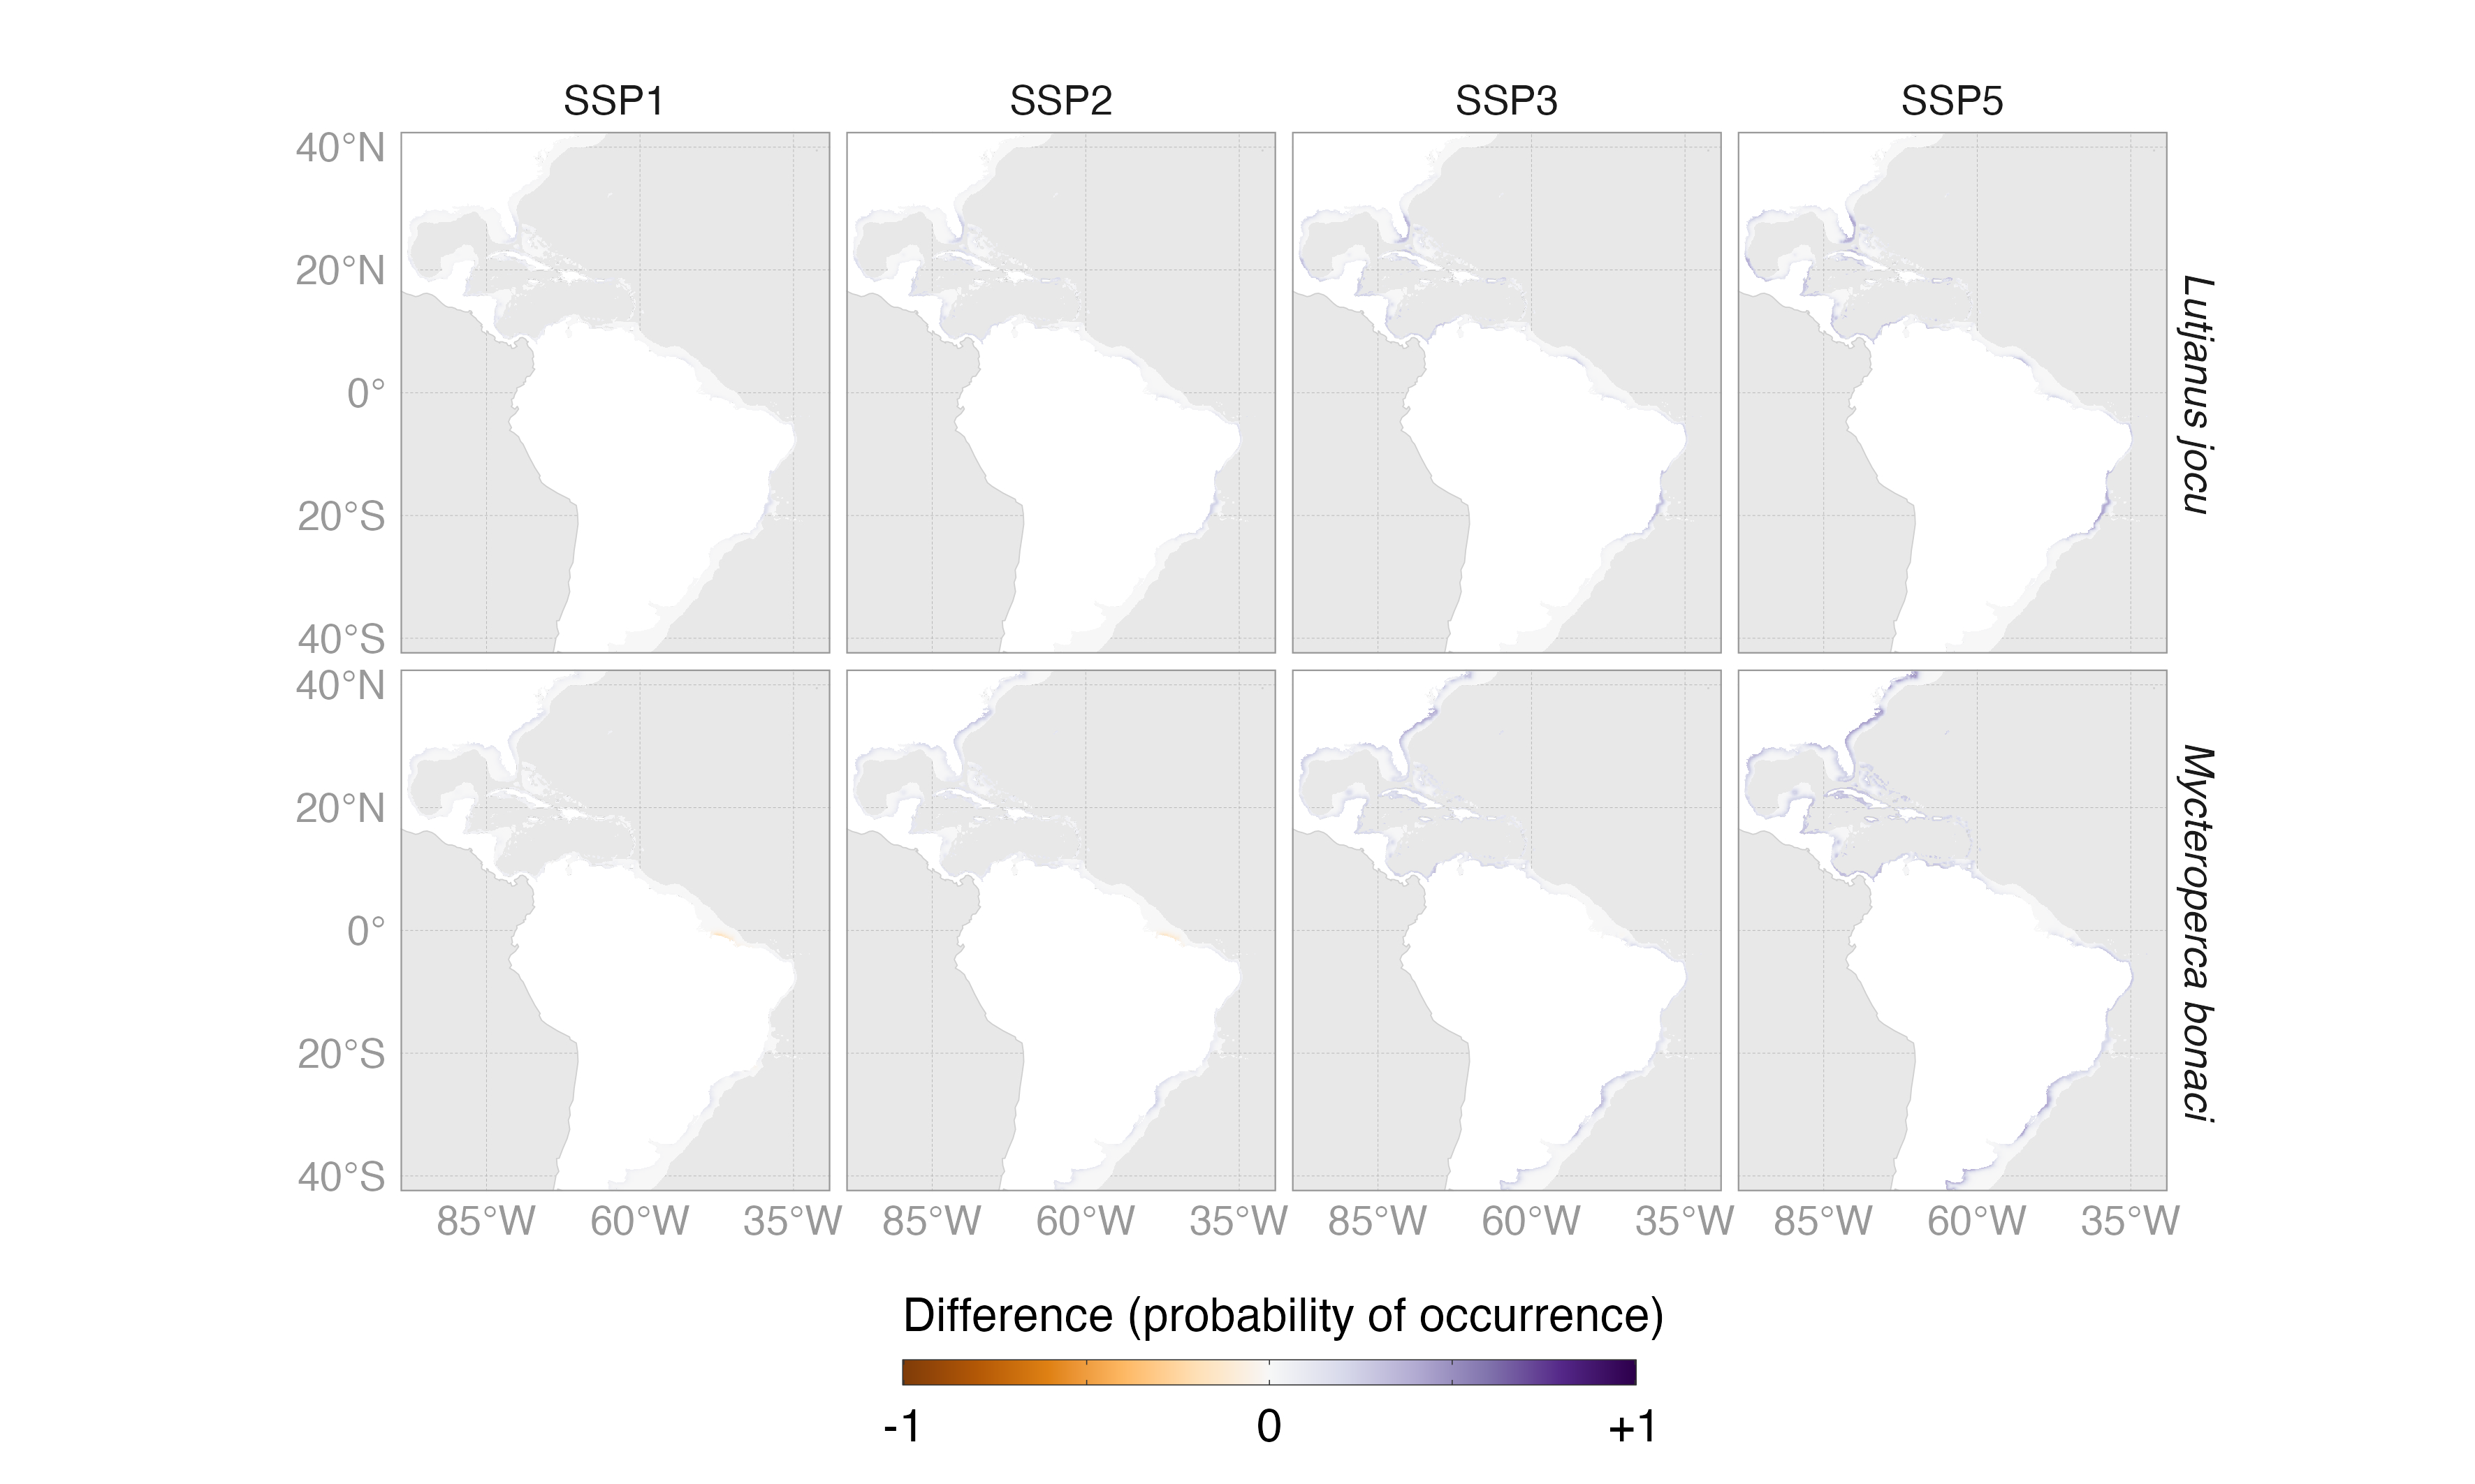 SSP1 SSP2 SSP3 SSP5
40°N
20°N
0°
20°S
40°S
Lutjanus jocu
40°N
20°N
0°
20°S
40°S
Mycteroperca bonaci
85°W 60°W 35°W 85°W 60°W 35°W 85°W 60°W 35°W 85°W 60°W 35°W
Difference (probability of occurrence)
-1 0 +1